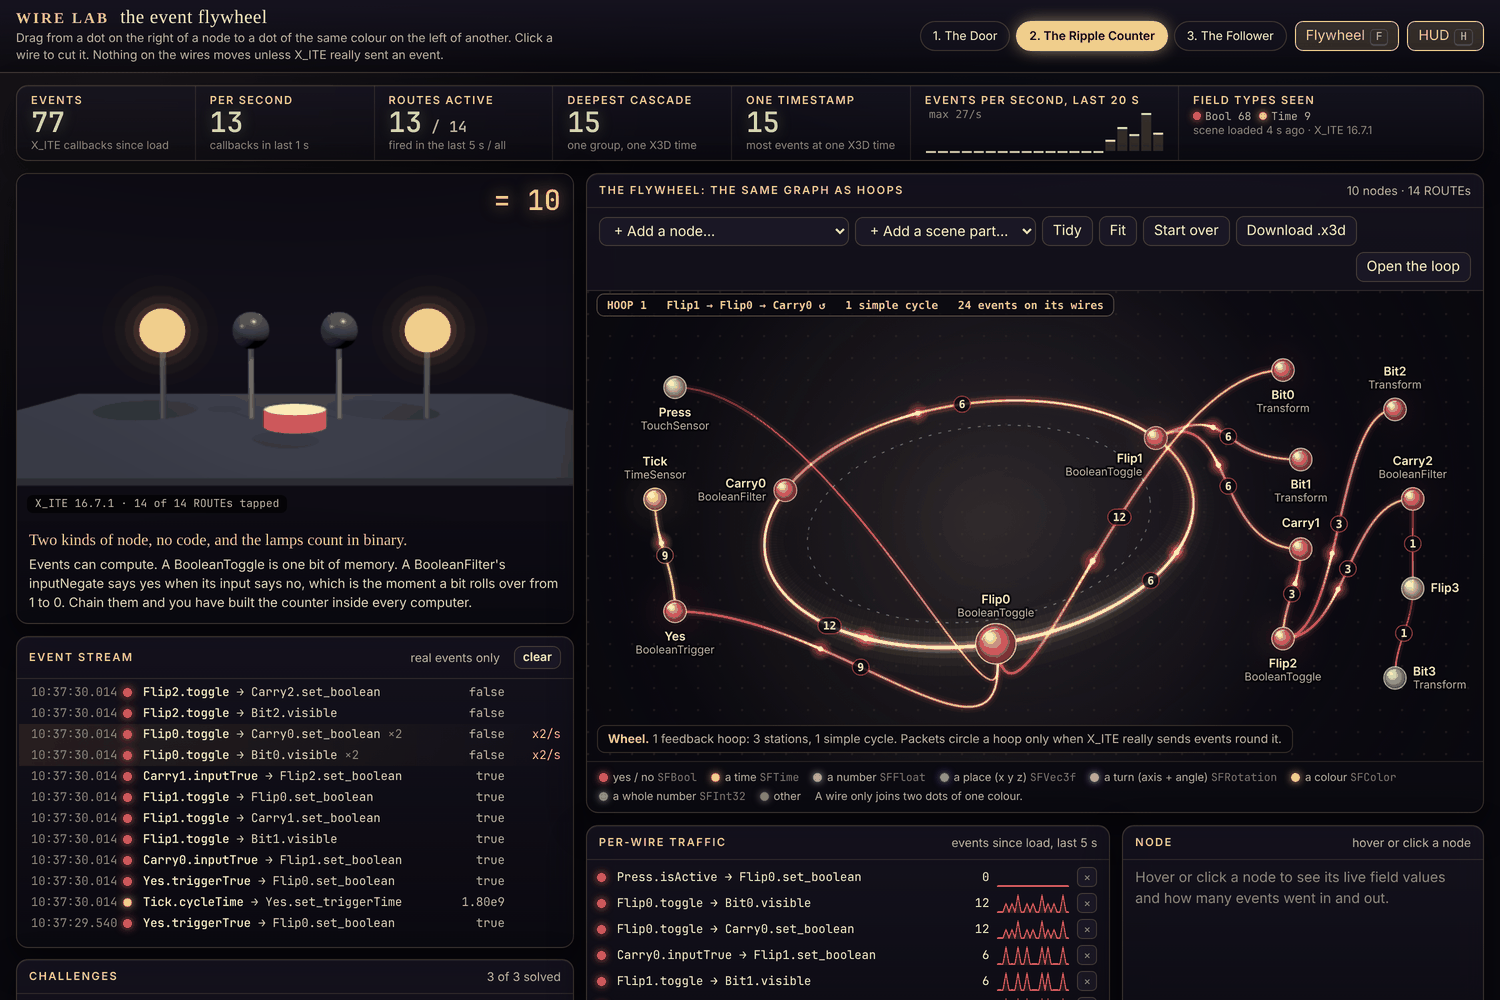 WIRE LAB the event flywheel
Drag from a dot on the right of a node to a dot of the same colour on the left of another. Click a
wire to cut it. Nothing on the wires moves unless X_ITE really sent an event.
1. The Door
2. The Ripple Counter
3. The Follower
Flywheel F
HUD H
EVENTS
77
X_ITE callbacks since load
PER SECOND
13
callbacks in last 1 s
ROUTES ACTIVE
13 / 14
fired in the last 5 s / all
DEEPEST CASCADE
15
one group, one X3D time
ONE TIMESTAMP
15
most events at one X3D time
EVENTS PER SECOND, LAST 20 S
max 27/s
FIELD TYPES SEEN
Bool 68 Time 9
scene loaded 4 s ago · X_ITE 16.7.1
= 10
X_ITE 16.7.1 · 14 of 14 ROUTEs tapped
Two kinds of node, no code, and the lamps count in binary.
Events can compute. A BooleanToggle is one bit of memory. A BooleanFilter's
inputNegate says yes when its input says no, which is the moment a bit rolls over from
1 to 0. Chain them and you have built the counter inside every computer.
EVENT STREAM
real events only
clear
10:37:30.014 Flip2.toggle → Carry2.set_boolean false
10:37:30.014 Flip2.toggle → Bit2.visible false
10:37:30.014 Flip0.toggle → Carry0.set_boolean ×2 false x2/s
10:37:30.014 Flip0.toggle → Bit0.visible ×2 false x2/s
10:37:30.014 Carry1.inputTrue → Flip2.set_boolean true
10:37:30.014 Flip1.toggle → Flip0.set_boolean true
10:37:30.014 Flip1.toggle → Carry1.set_boolean true
10:37:30.014 Flip1.toggle → Bit1.visible true
10:37:30.014 Carry0.inputTrue → Flip1.set_boolean true
10:37:30.014 Yes.triggerTrue → Flip0.set_boolean true
10:37:30.014 Tick.cycleTime → Yes.set_triggerTime 1.80e9
10:37:29.540 Yes.triggerTrue → Flip0.set_boolean true
CHALLENGES
3 of 3 solved
THE FLYWHEEL: THE SAME GRAPH AS HOOPS
10 nodes · 14 ROUTEs
+ Add a node...
+ Add a scene part...
Tidy
Fit
Start over
Download .x3d
Open the loop
HOOP 1 Flip1 → Flip0 → Carry0 ↺ 1 simple cycle 24 events on its wires
Press
TouchSensor
Tick
TimeSensor
Carry0
BooleanFilter
Yes
BooleanTrigger
Flip0
BooleanToggle
Flip1
BooleanToggle
Bit0
Transform
Bit1
Transform
Carry1
Flip2
BooleanToggle
Bit2
Transform
Carry2
BooleanFilter
Flip3
Bit3
Transform
6
6
6
12
3
1
9
12
9
6
3
3
1
Wheel. 1 feedback hoop: 3 stations, 1 simple cycle. Packets circle a hoop only when X_ITE really sends events round it.
yes / no SFBool a time SFTime a number SFFloat a place (x y z) SFVec3f a turn (axis + angle) SFRotation a colour SFColor
a whole number SFInt32 other A wire only joins two dots of one colour.
PER-WIRE TRAFFIC
events since load, last 5 s
Press.isActive → Flip0.set_boolean 0 ×
Flip0.toggle → Bit0.visible 12 ×
Flip0.toggle → Carry0.set_boolean 12 ×
Carry0.inputTrue → Flip1.set_boolean 6 ×
Flip1.toggle → Bit1.visible 6 ×
NODE
hover or click a node
Hover or click a node to see its live field values
and how many events went in and out.